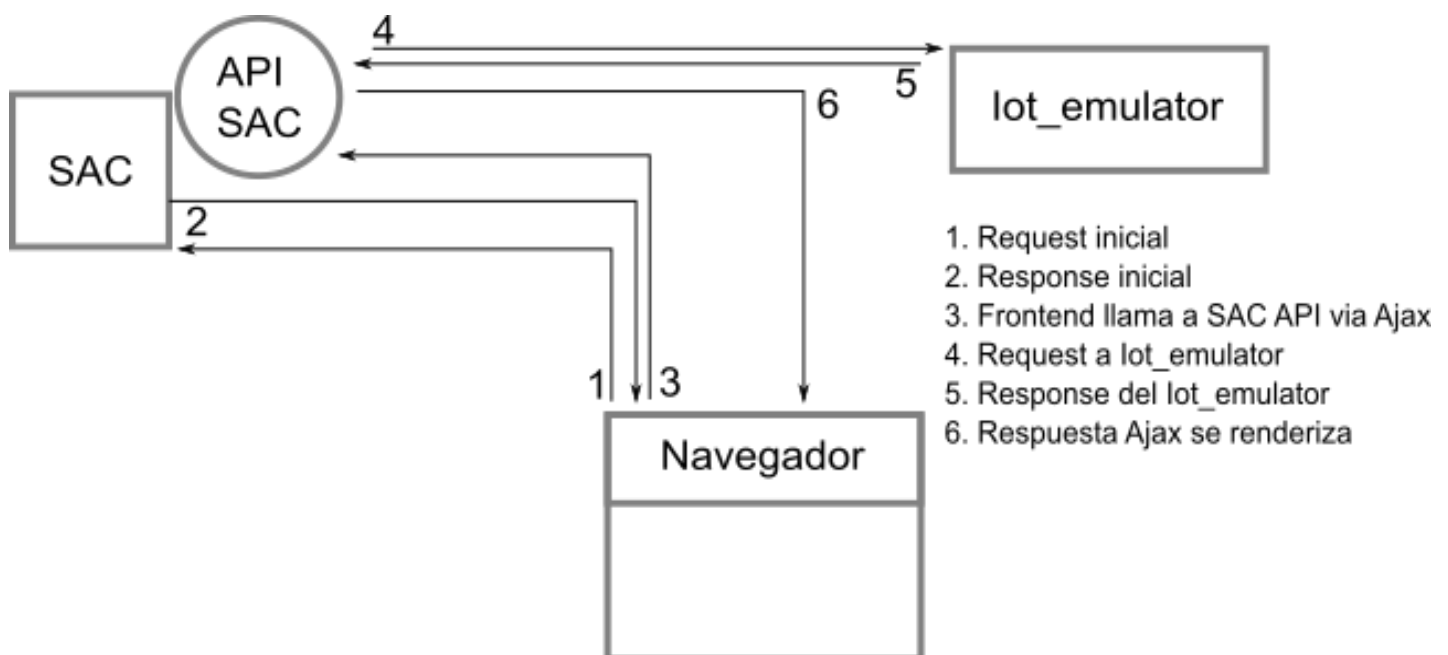 4
API
SAC
5
6
Iot_emulator
SAC
2
1
3
Navegador
1. Request inicial
2. Response inicial
3. Frontend llama a SAC API via Ajax
4. Request a Iot_emulator
5. Response del Iot_emulator
6. Respuesta Ajax se renderiza